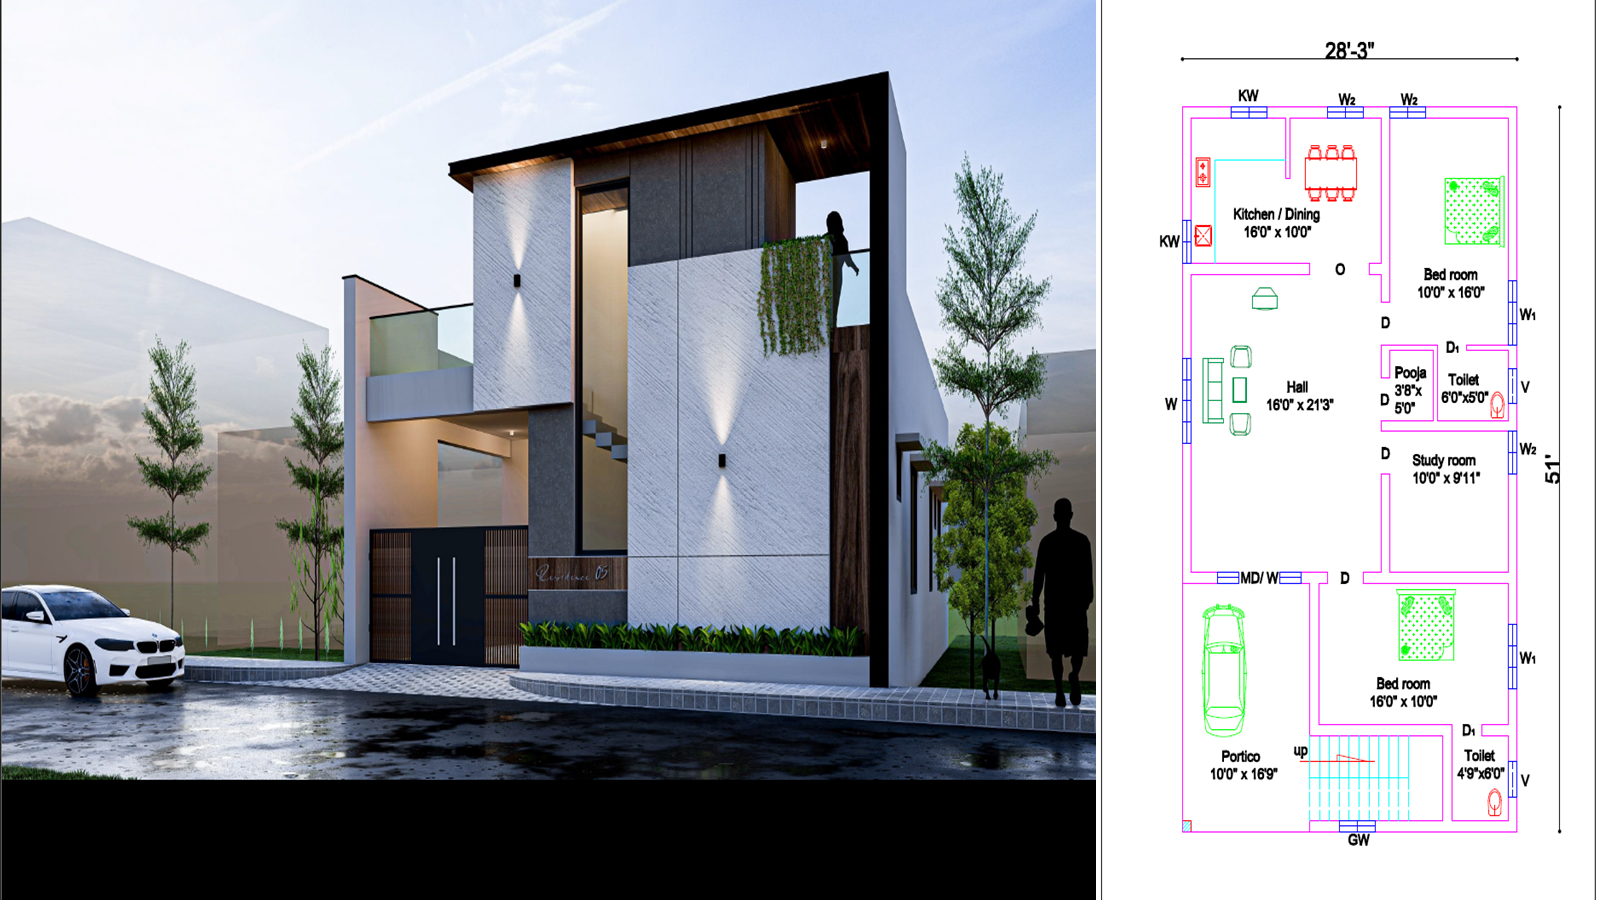 Residence 05
28'-3"
KW
W2
W2
KW
Kitchen / Dining
16'0" x 10'0"
O
Bed room
10'0" x 16'0"
W1
D
D1
Pooja
3'8"x
5'0"
Toilet
6'0"x5'0"
V
Hall
16'0" x 21'3"
W
D
D
W2
Study room
10'0" x 9'11"
51'
MD/ W
D
W1
Bed room
16'0" x 10'0"
D1
up
Portico
10'0" x 16'9"
Toilet
4'9"x6'0"
V
GW